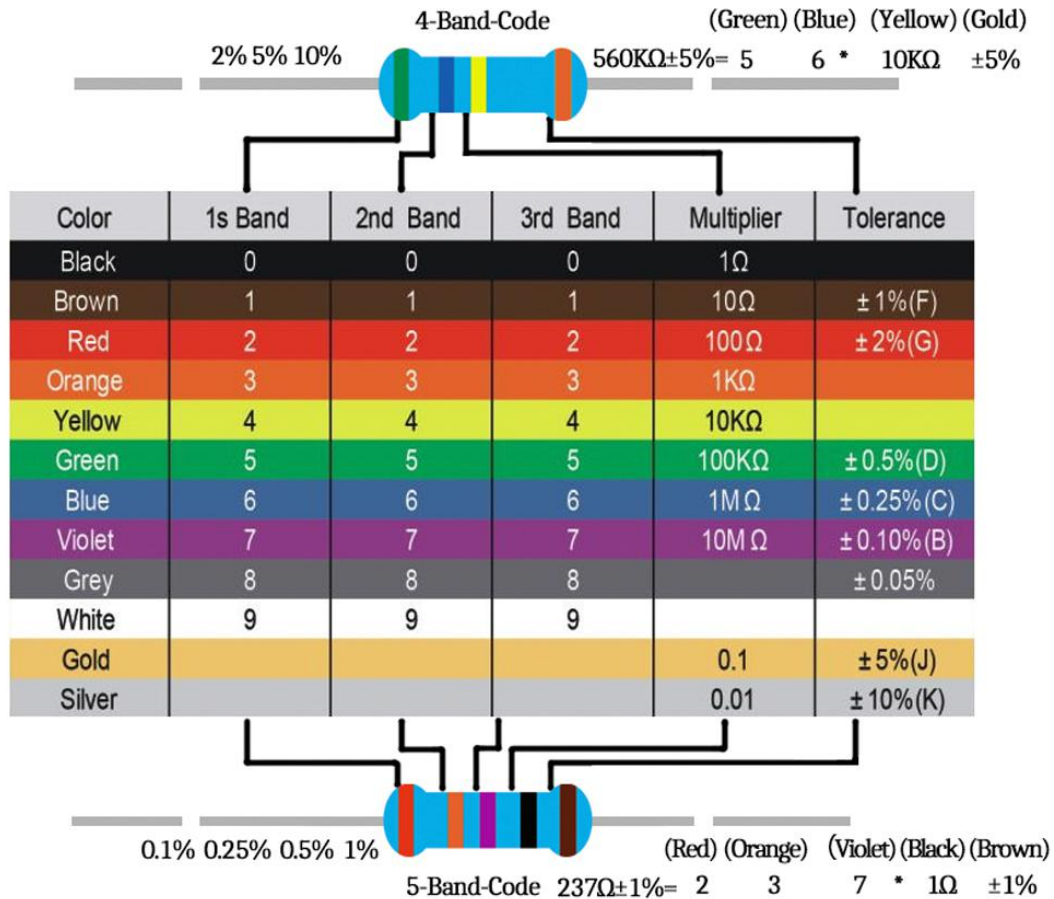 4-Band-Code
(Green) (Blue) (Yellow) (Gold)
2% 5% 10%
560KΩ±5%= 5 6 * 10KΩ ±5%
Color 1s Band 2nd Band 3rd Band Multiplier Tolerance
Black 0 0 0 1Ω
Brown 1 1 1 10Ω ±1%(F)
Red 2 2 2 100Ω ±2%(G)
Orange 3 3 3 1KΩ
Yellow 4 4 4 10KΩ
Green 5 5 5 100KΩ ±0.5%(D)
Blue 6 6 6 1MΩ ±0.25%(C)
Violet 7 7 7 10MΩ ±0.10%(B)
Grey 8 8 8 ±0.05%
White 9 9 9
Gold 0.1 ±5%(J)
Silver 0.01 ±10%(K)
0.1% 0.25% 0.5% 1%
(Red) (Orange) (Violet) (Black) (Brown)
5-Band-Code 237Ω±1%= 2 3 7 * 1Ω ±1%